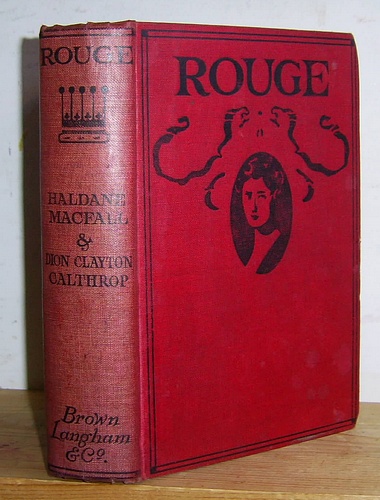 ROUGE
HALDANE
MACFALL
&
DION CLAYTON
CALTHROP
Brown
Langham
& Co.
ROUGE